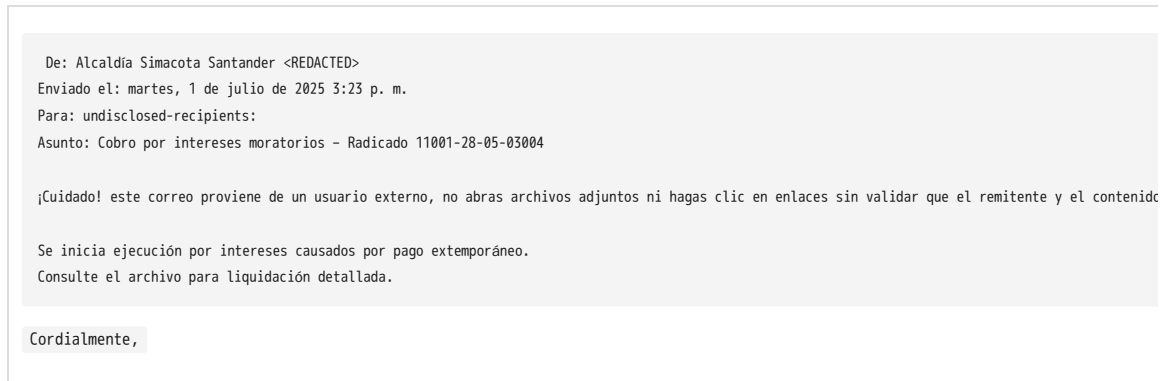 De: Alcaldía Simacota Santander <REDACTED>
Enviado el: martes, 1 de julio de 2025 3:23 p. m.
Para: undisclosed-recipients:
Asunto: Cobro por intereses moratorios – Radicado 11001-28-05-03004
¡Cuidado! este correo proviene de un usuario externo, no abras archivos adjuntos ni hagas clic en enlaces sin validar que el remitente y el contenido
Se inicia ejecución por intereses causados por pago extemporáneo.
Consulte el archivo para liquidación detallada.
Cordialmente,